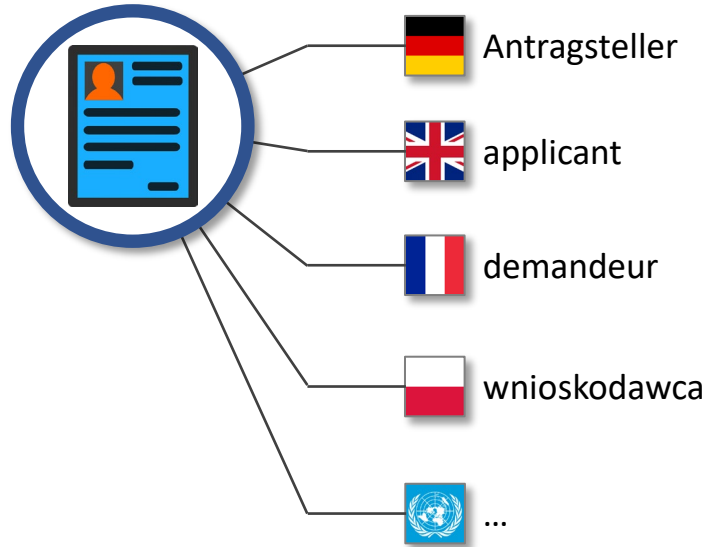 Antragsteller
applicant
demandeur
wnioskodawca
...